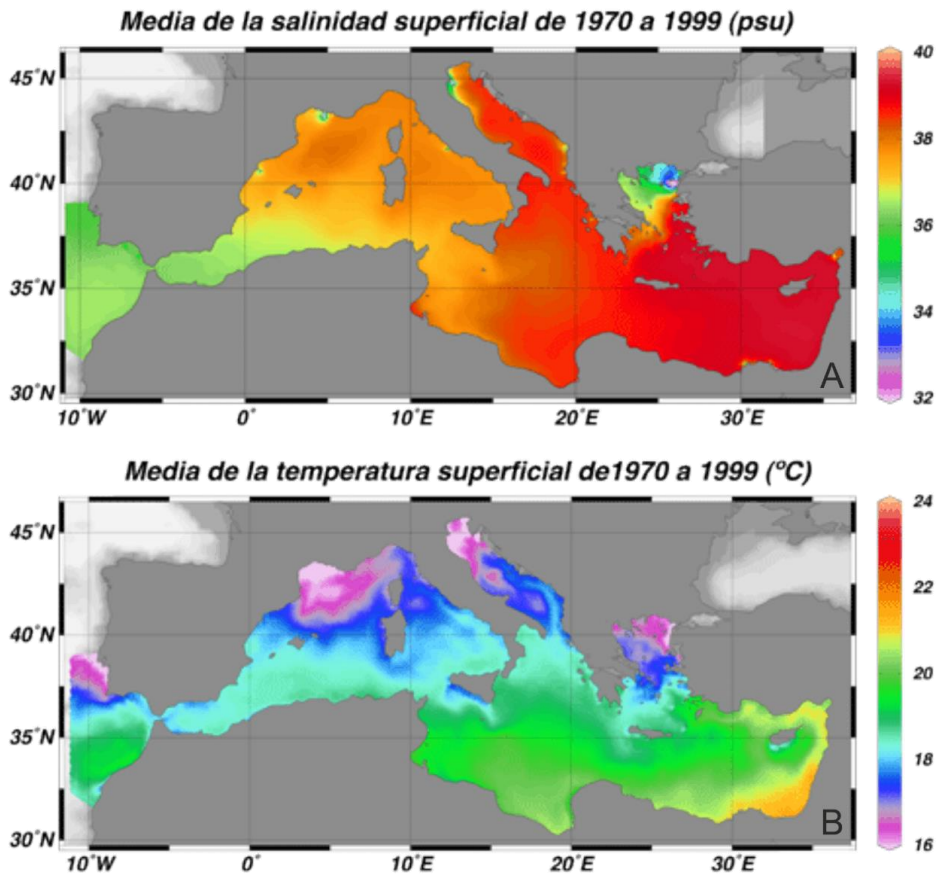 Media de la salinidad superficial de 1970 a 1999 (psu)
45°N
40°N
35°N
30°N
10°W 0° 10°E 20°E 30°E
40
38
36
34
32
A
Media de la temperatura superficial de1970 a 1999 (ºC)
45°N
40°N
35°N
30°N
10°W 0° 10°E 20°E 30°E
24
22
20
18
16
B